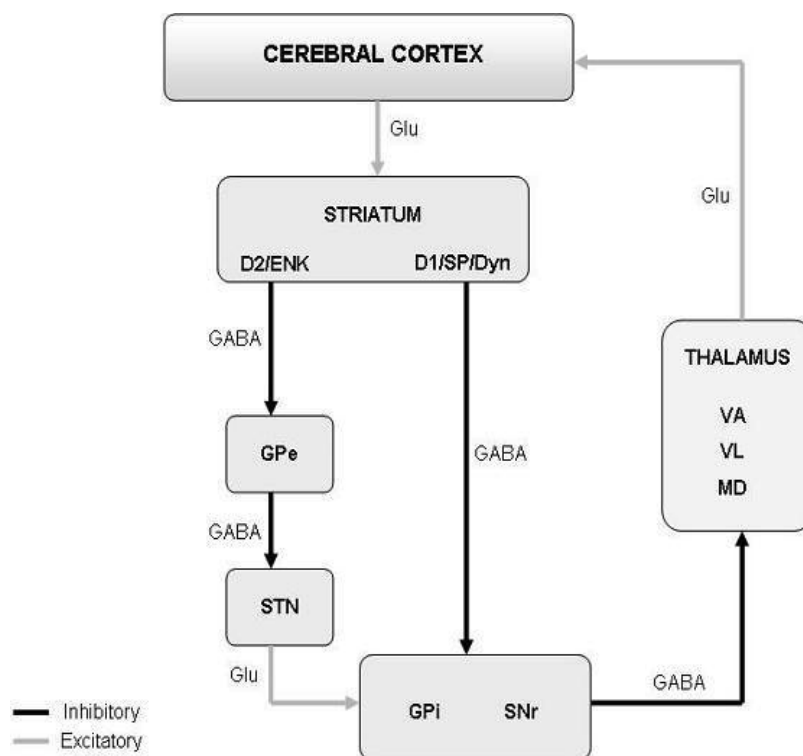 CEREBRAL CORTEX
Glu
STRIATUM
D2/ENK D1/SP/Dyn
Glu
GABA
THALAMUS
VA
VL
MD
GPe
GABA
GABA
STN
Glu
GPi SNr
GABA
Inhibitory
Excitatory